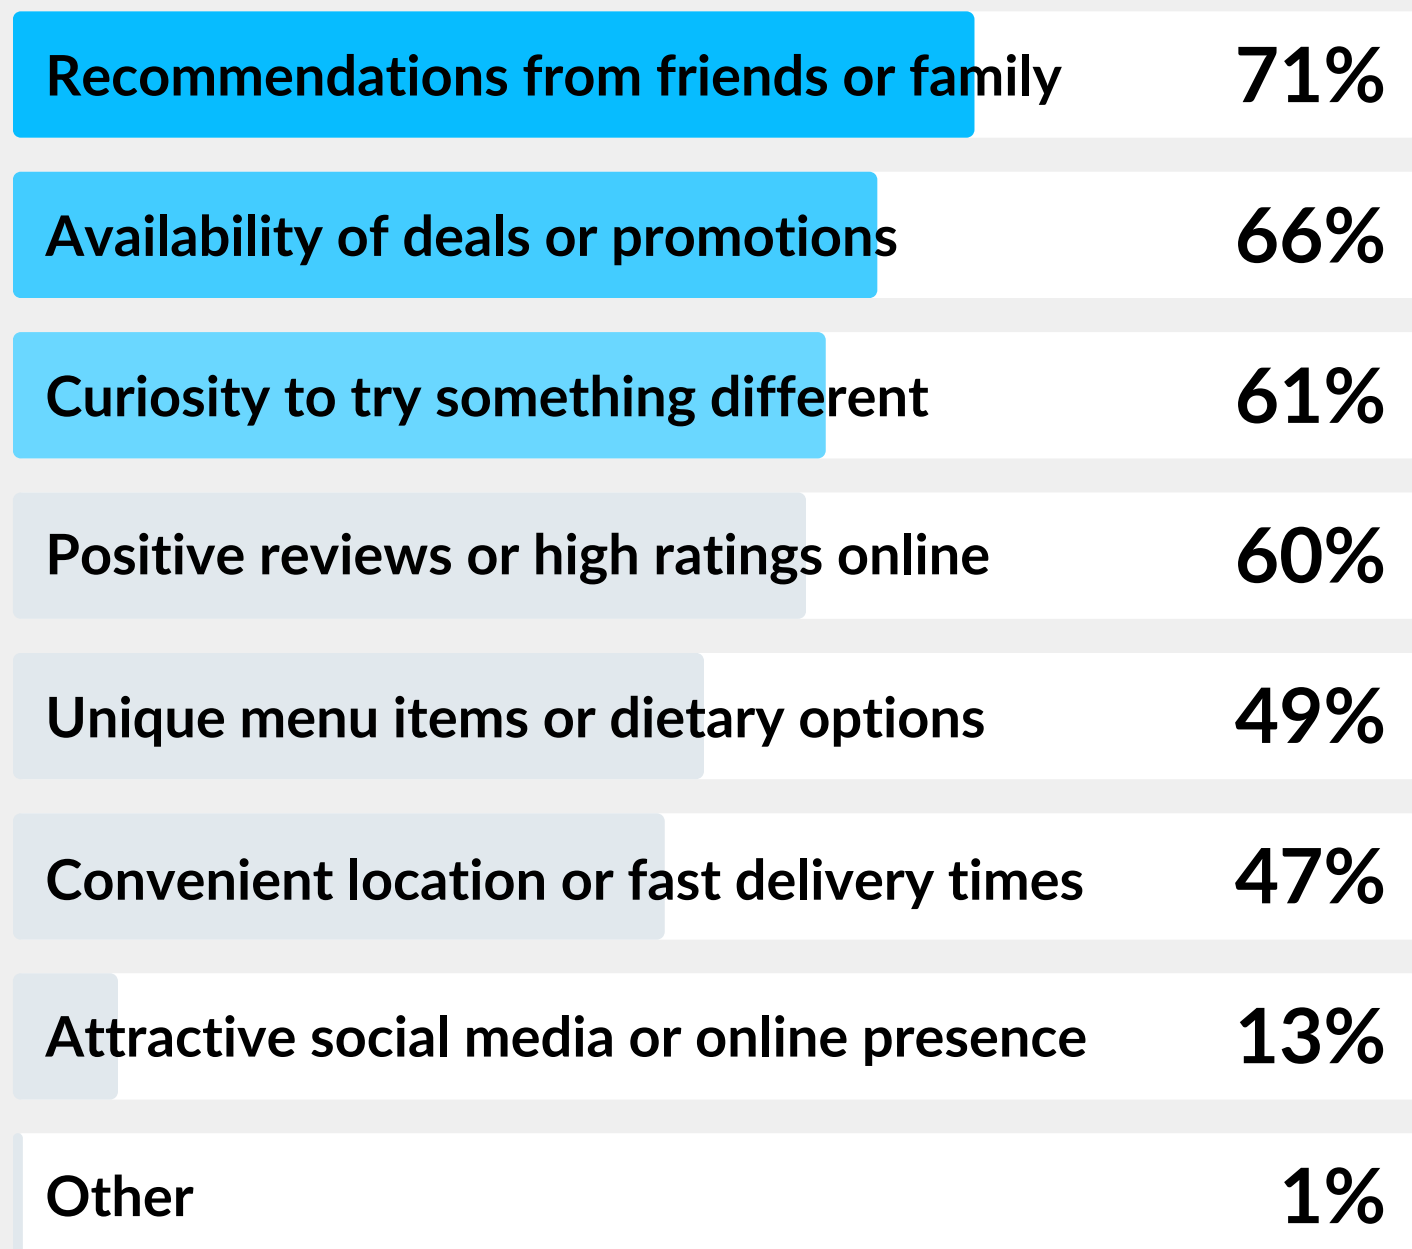 Recommendations from friends or family 71%
Availability of deals or promotions 66%
Curiosity to try something different 61%
Positive reviews or high ratings online 60%
Unique menu items or dietary options 49%
Convenient location or fast delivery times 47%
Attractive social media or online presence 13%
Other 1%